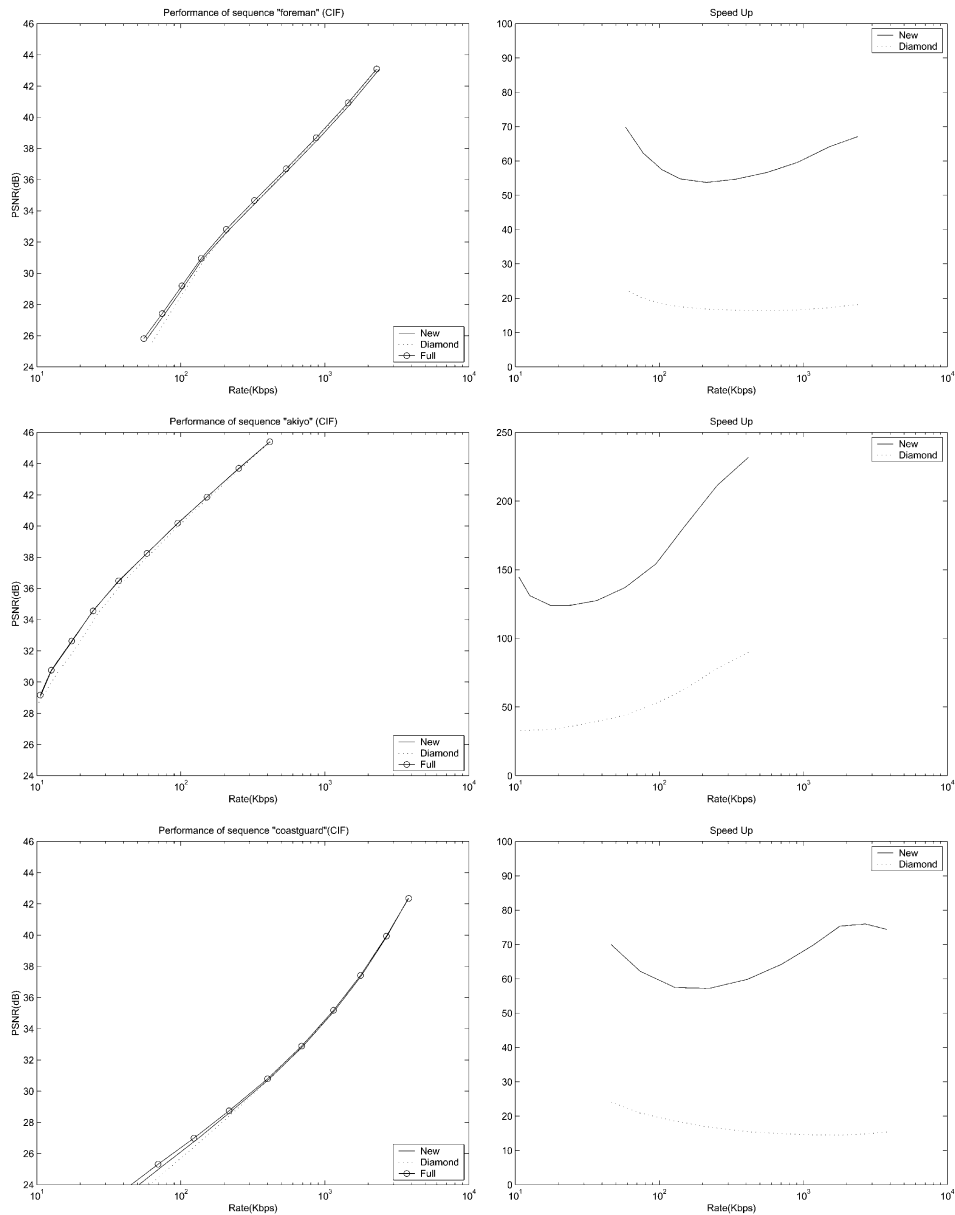 Performance of sequence "foreman" (CIF)
46
44
42
40
38
36
34
32
30
28
26
24
PSNR(dB)
10^1
10^2
10^3
10^4
Rate(Kbps)
New
Diamond
Full
Speed Up
100
90
80
70
60
50
40
30
20
10
0
10^1
10^2
10^3
10^4
Rate(Kbps)
New
Diamond
Performance of sequence "akiyo" (CIF)
46
44
42
40
38
36
34
32
30
28
26
24
PSNR(dB)
10^1
10^2
10^3
10^4
Rate(Kbps)
New
Diamond
Full
Speed Up
250
200
150
100
50
0
10^1
10^2
10^3
10^4
Rate(Kbps)
New
Diamond
Performance of sequence "coastguard"(CIF)
46
44
42
40
38
36
34
32
30
28
26
24
PSNR(dB)
10^1
10^2
10^3
10^4
Rate(Kbps)
New
Diamond
Full
Speed Up
100
90
80
70
60
50
40
30
20
10
0
10^1
10^2
10^3
10^4
Rate(Kbps)
New
Diamond